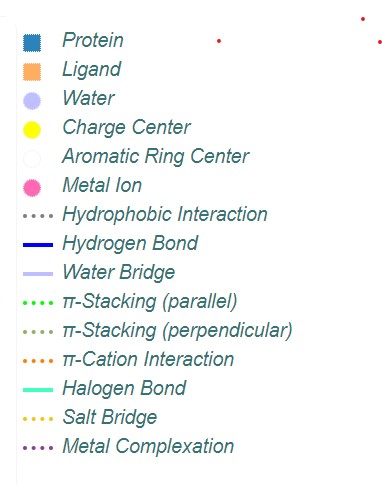 Protein
Ligand
Water
Charge Center
Aromatic Ring Center
Metal Ion
Hydrophobic Interaction
Hydrogen Bond
Water Bridge
π-Stacking (parallel)
π-Stacking (perpendicular)
π-Cation Interaction
Halogen Bond
Salt Bridge
Metal Complexation